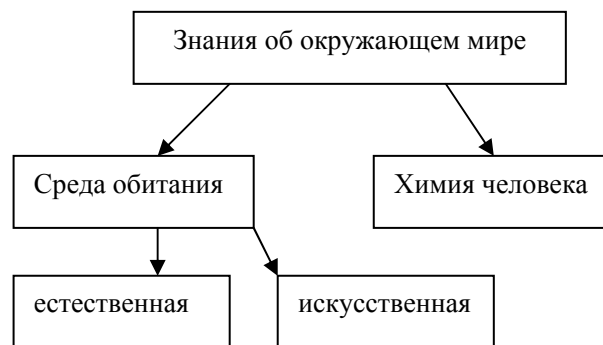 Знания об окружающем мире
Среда обитания
Химия человека
естественная
искусственная